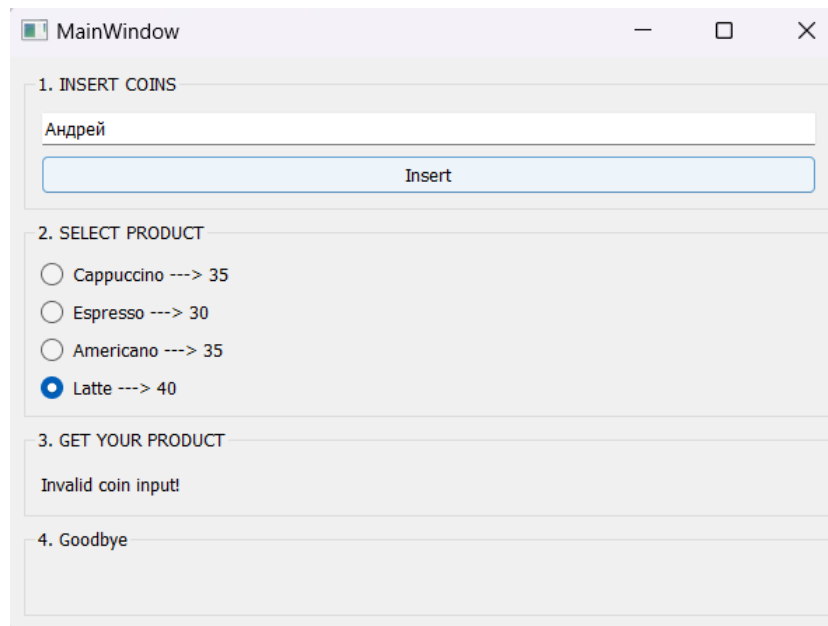 MainWindow
1. INSERT COINS
Андрей
Insert
2. SELECT PRODUCT
Cappuccino ---> 35
Espresso ---> 30
Americano ---> 35
Latte ---> 40
3. GET YOUR PRODUCT
Invalid coin input!
4. Goodbye